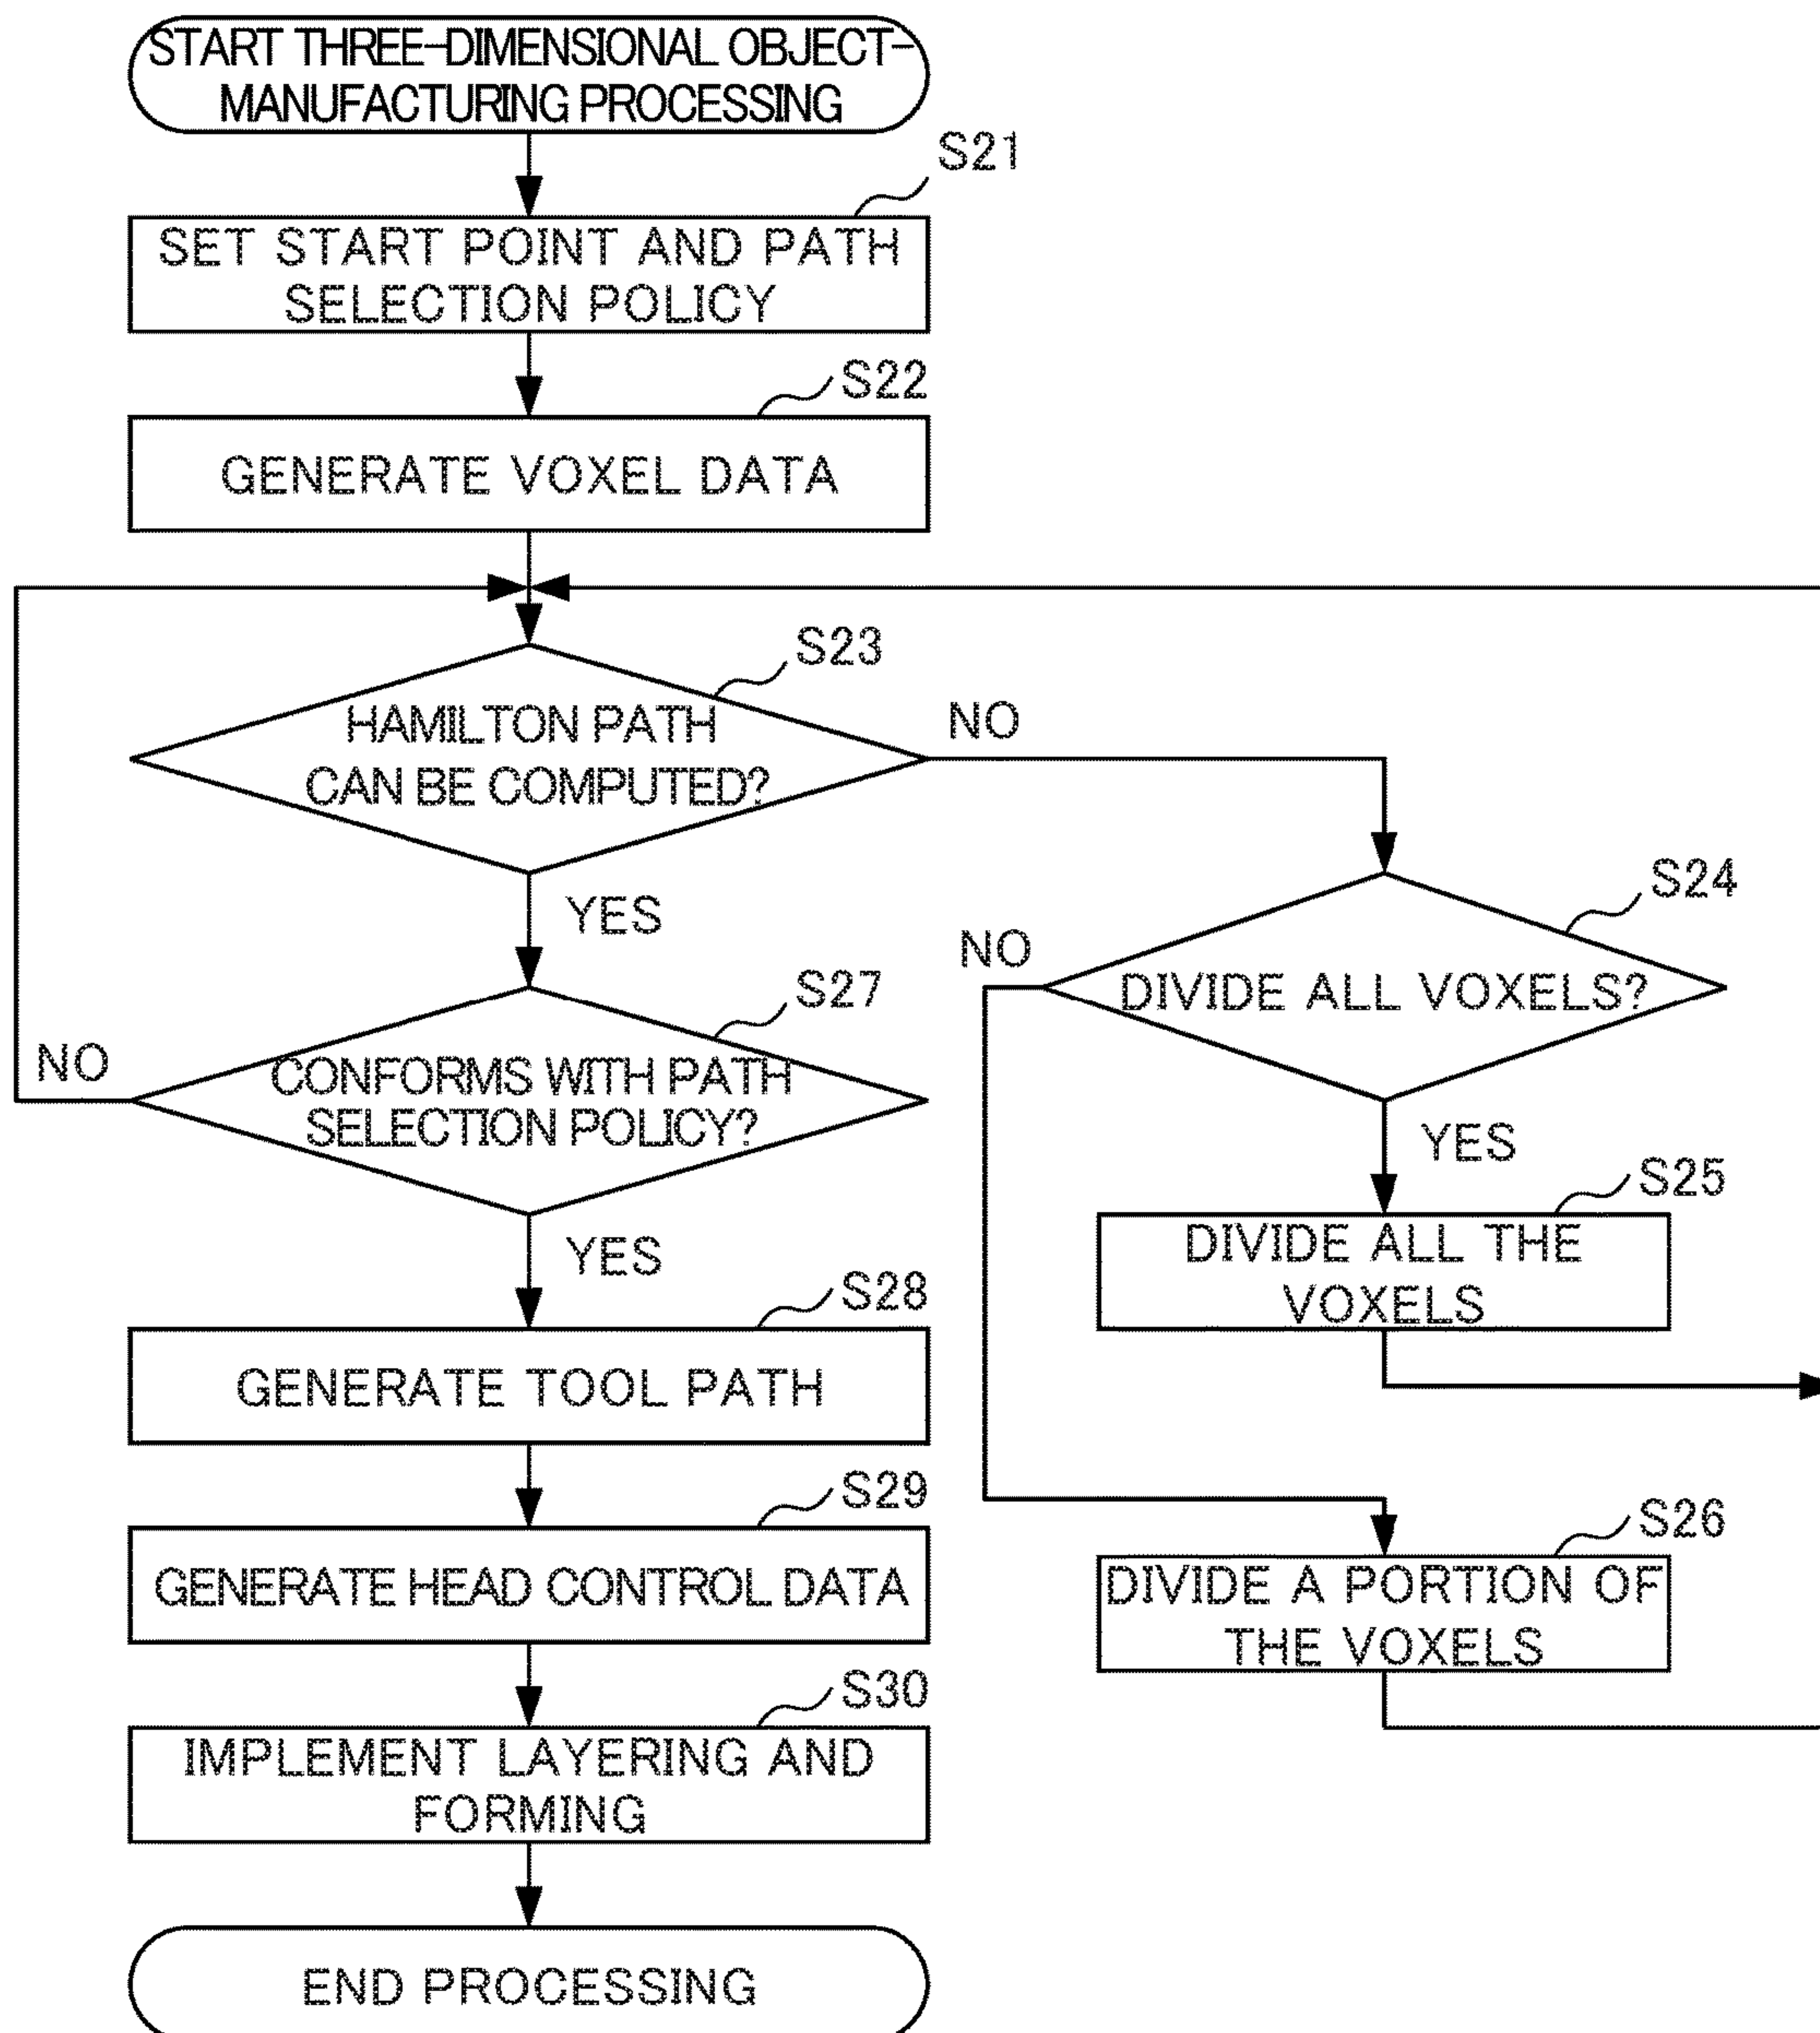 START THREE-DIMENSIONAL OBJECT-
MANUFACTURING PROCESSING
S21
SET START POINT AND PATH
SELECTION POLICY
S22
GENERATE VOXEL DATA
S23
HAMILTON PATH
CAN BE COMPUTED?
NO
YES
S24
NO
DIVIDE ALL VOXELS?
YES
S25
DIVIDE ALL THE
VOXELS
S26
DIVIDE A PORTION OF
THE VOXELS
S27
NO
CONFORMS WITH PATH
SELECTION POLICY?
YES
S28
GENERATE TOOL PATH
S29
GENERATE HEAD CONTROL DATA
S30
IMPLEMENT LAYERING AND
FORMING
END PROCESSING